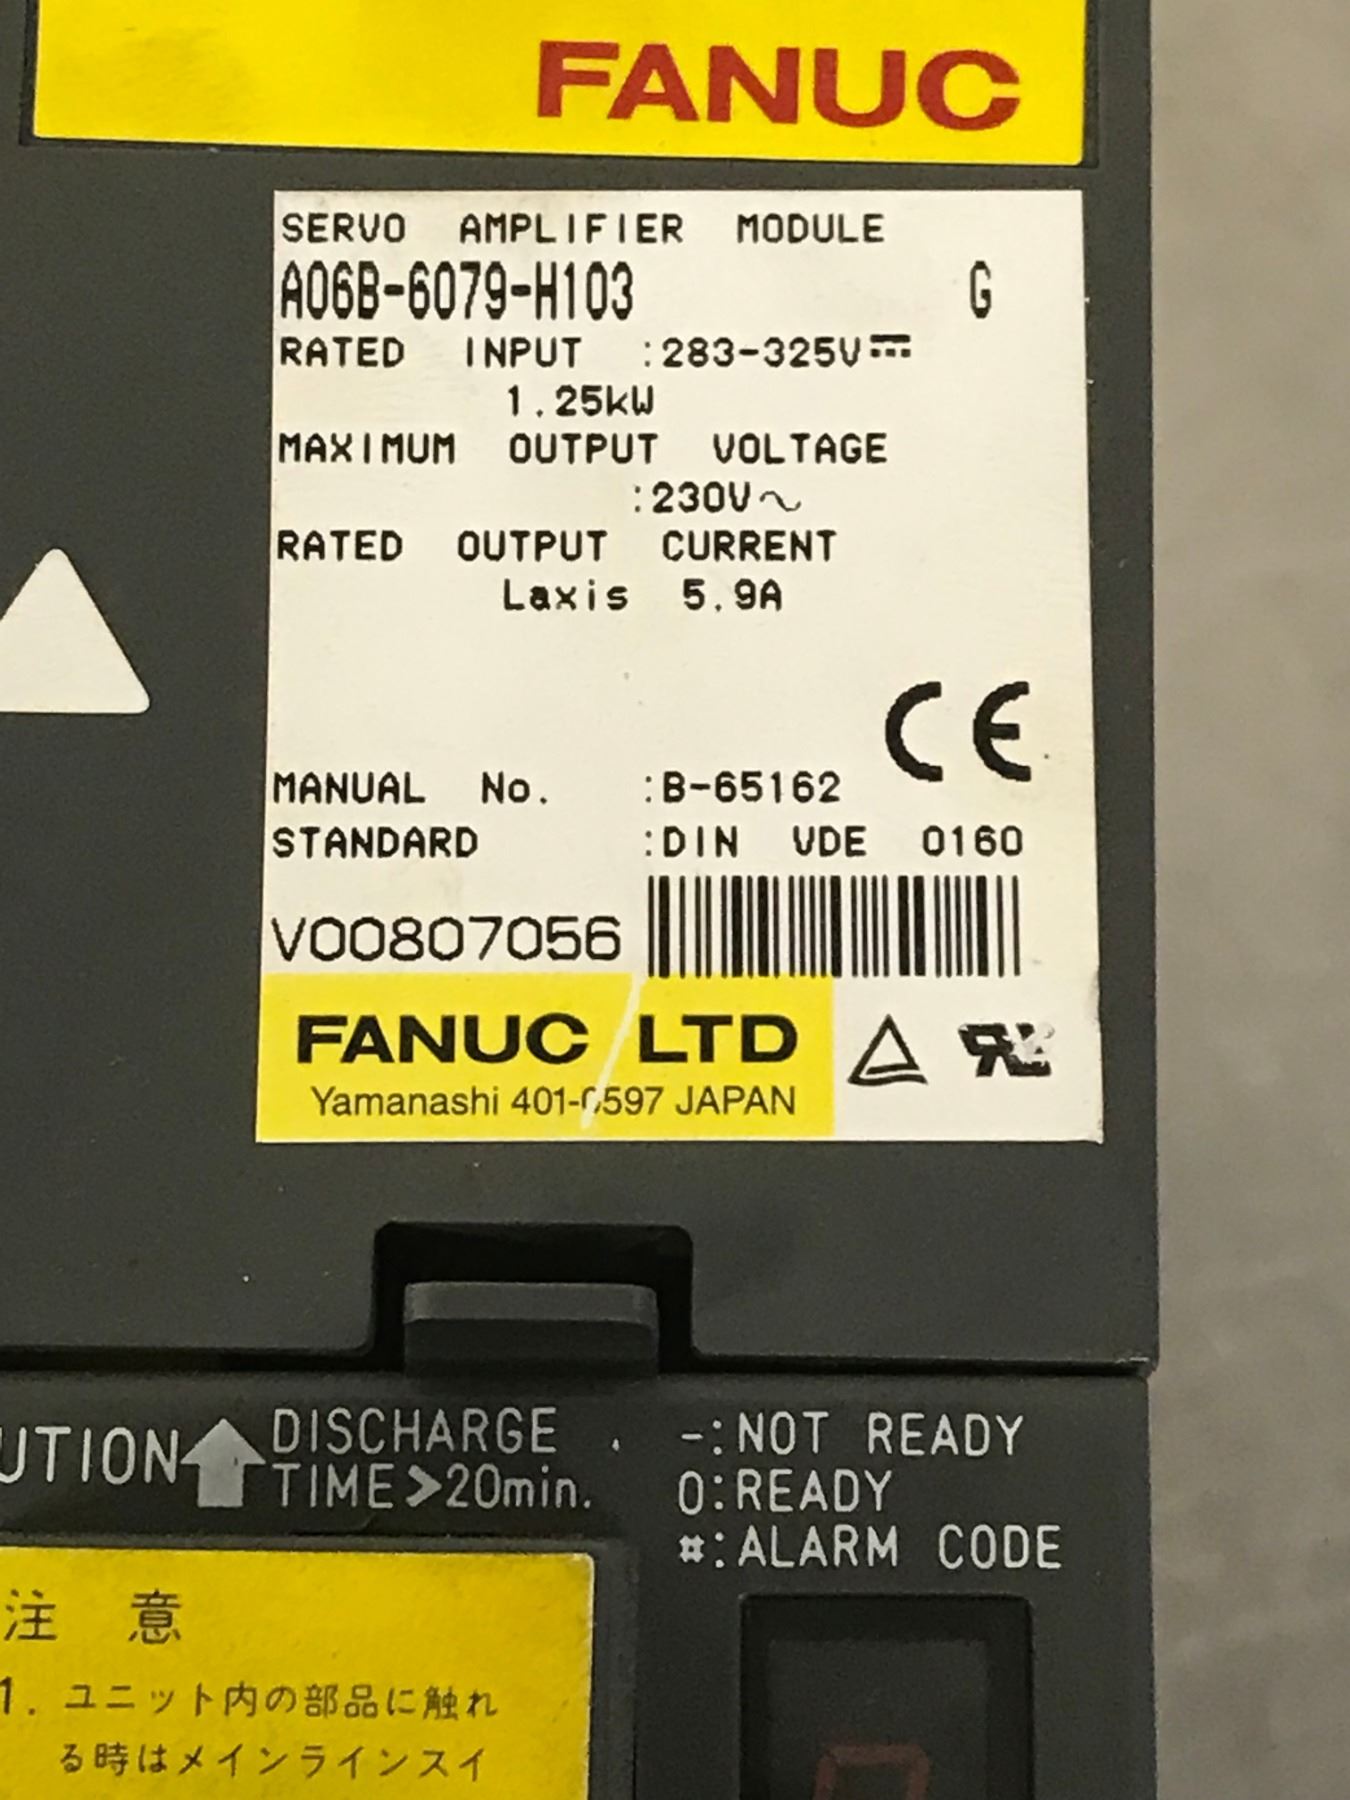 FANUC
SERVO AMPLIFIER MODULE
A06B-6079-H103 G
RATED INPUT :283-325V⎓
1.25kW
MAXIMUM OUTPUT VOLTAGE
:230V~
RATED OUTPUT CURRENT
Laxis 5.9A
CE
MANUAL No. :B-65162
STANDARD :DIN VDE 0160
V00807056
FANUC LTD
Yamanashi 401-0597 JAPAN
UTION DISCHARGE
TIME>20min.
-:NOT READY
0:READY
#:ALARM CODE
注 意
1. ユニット内の部品に触れ
る時はメインラインスイ